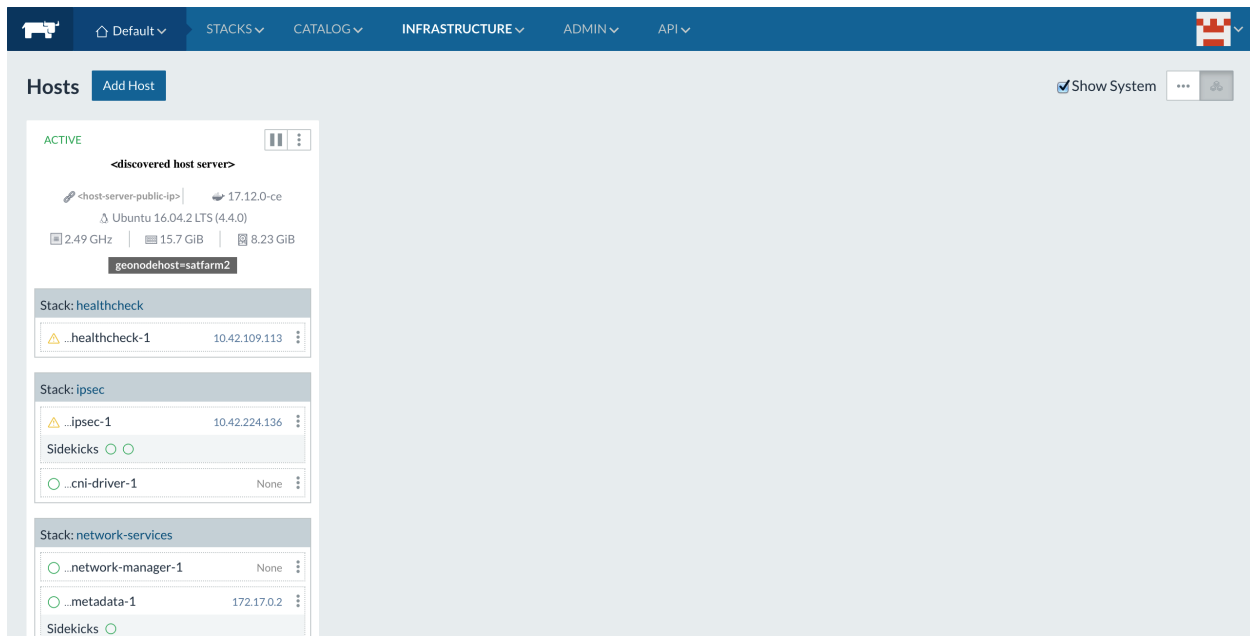 Default STACKS CATALOG INFRASTRUCTURE ADMIN API
Hosts Add Host Show System
ACTIVE
<discovered host server>
<host-server-public-ip> 17.12.0-ce
Ubuntu 16.04.2 LTS (4.4.0)
2.49 GHz 15.7 GiB 8.23 GiB
geonodehost=satfarm2
Stack: healthcheck
...healthcheck-1 10.42.109.113
Stack: ipsec
...ipsec-1 10.42.224.136
Sidekicks
...cni-driver-1 None
Stack: network-services
...network-manager-1 None
...metadata-1 172.17.0.2
Sidekicks